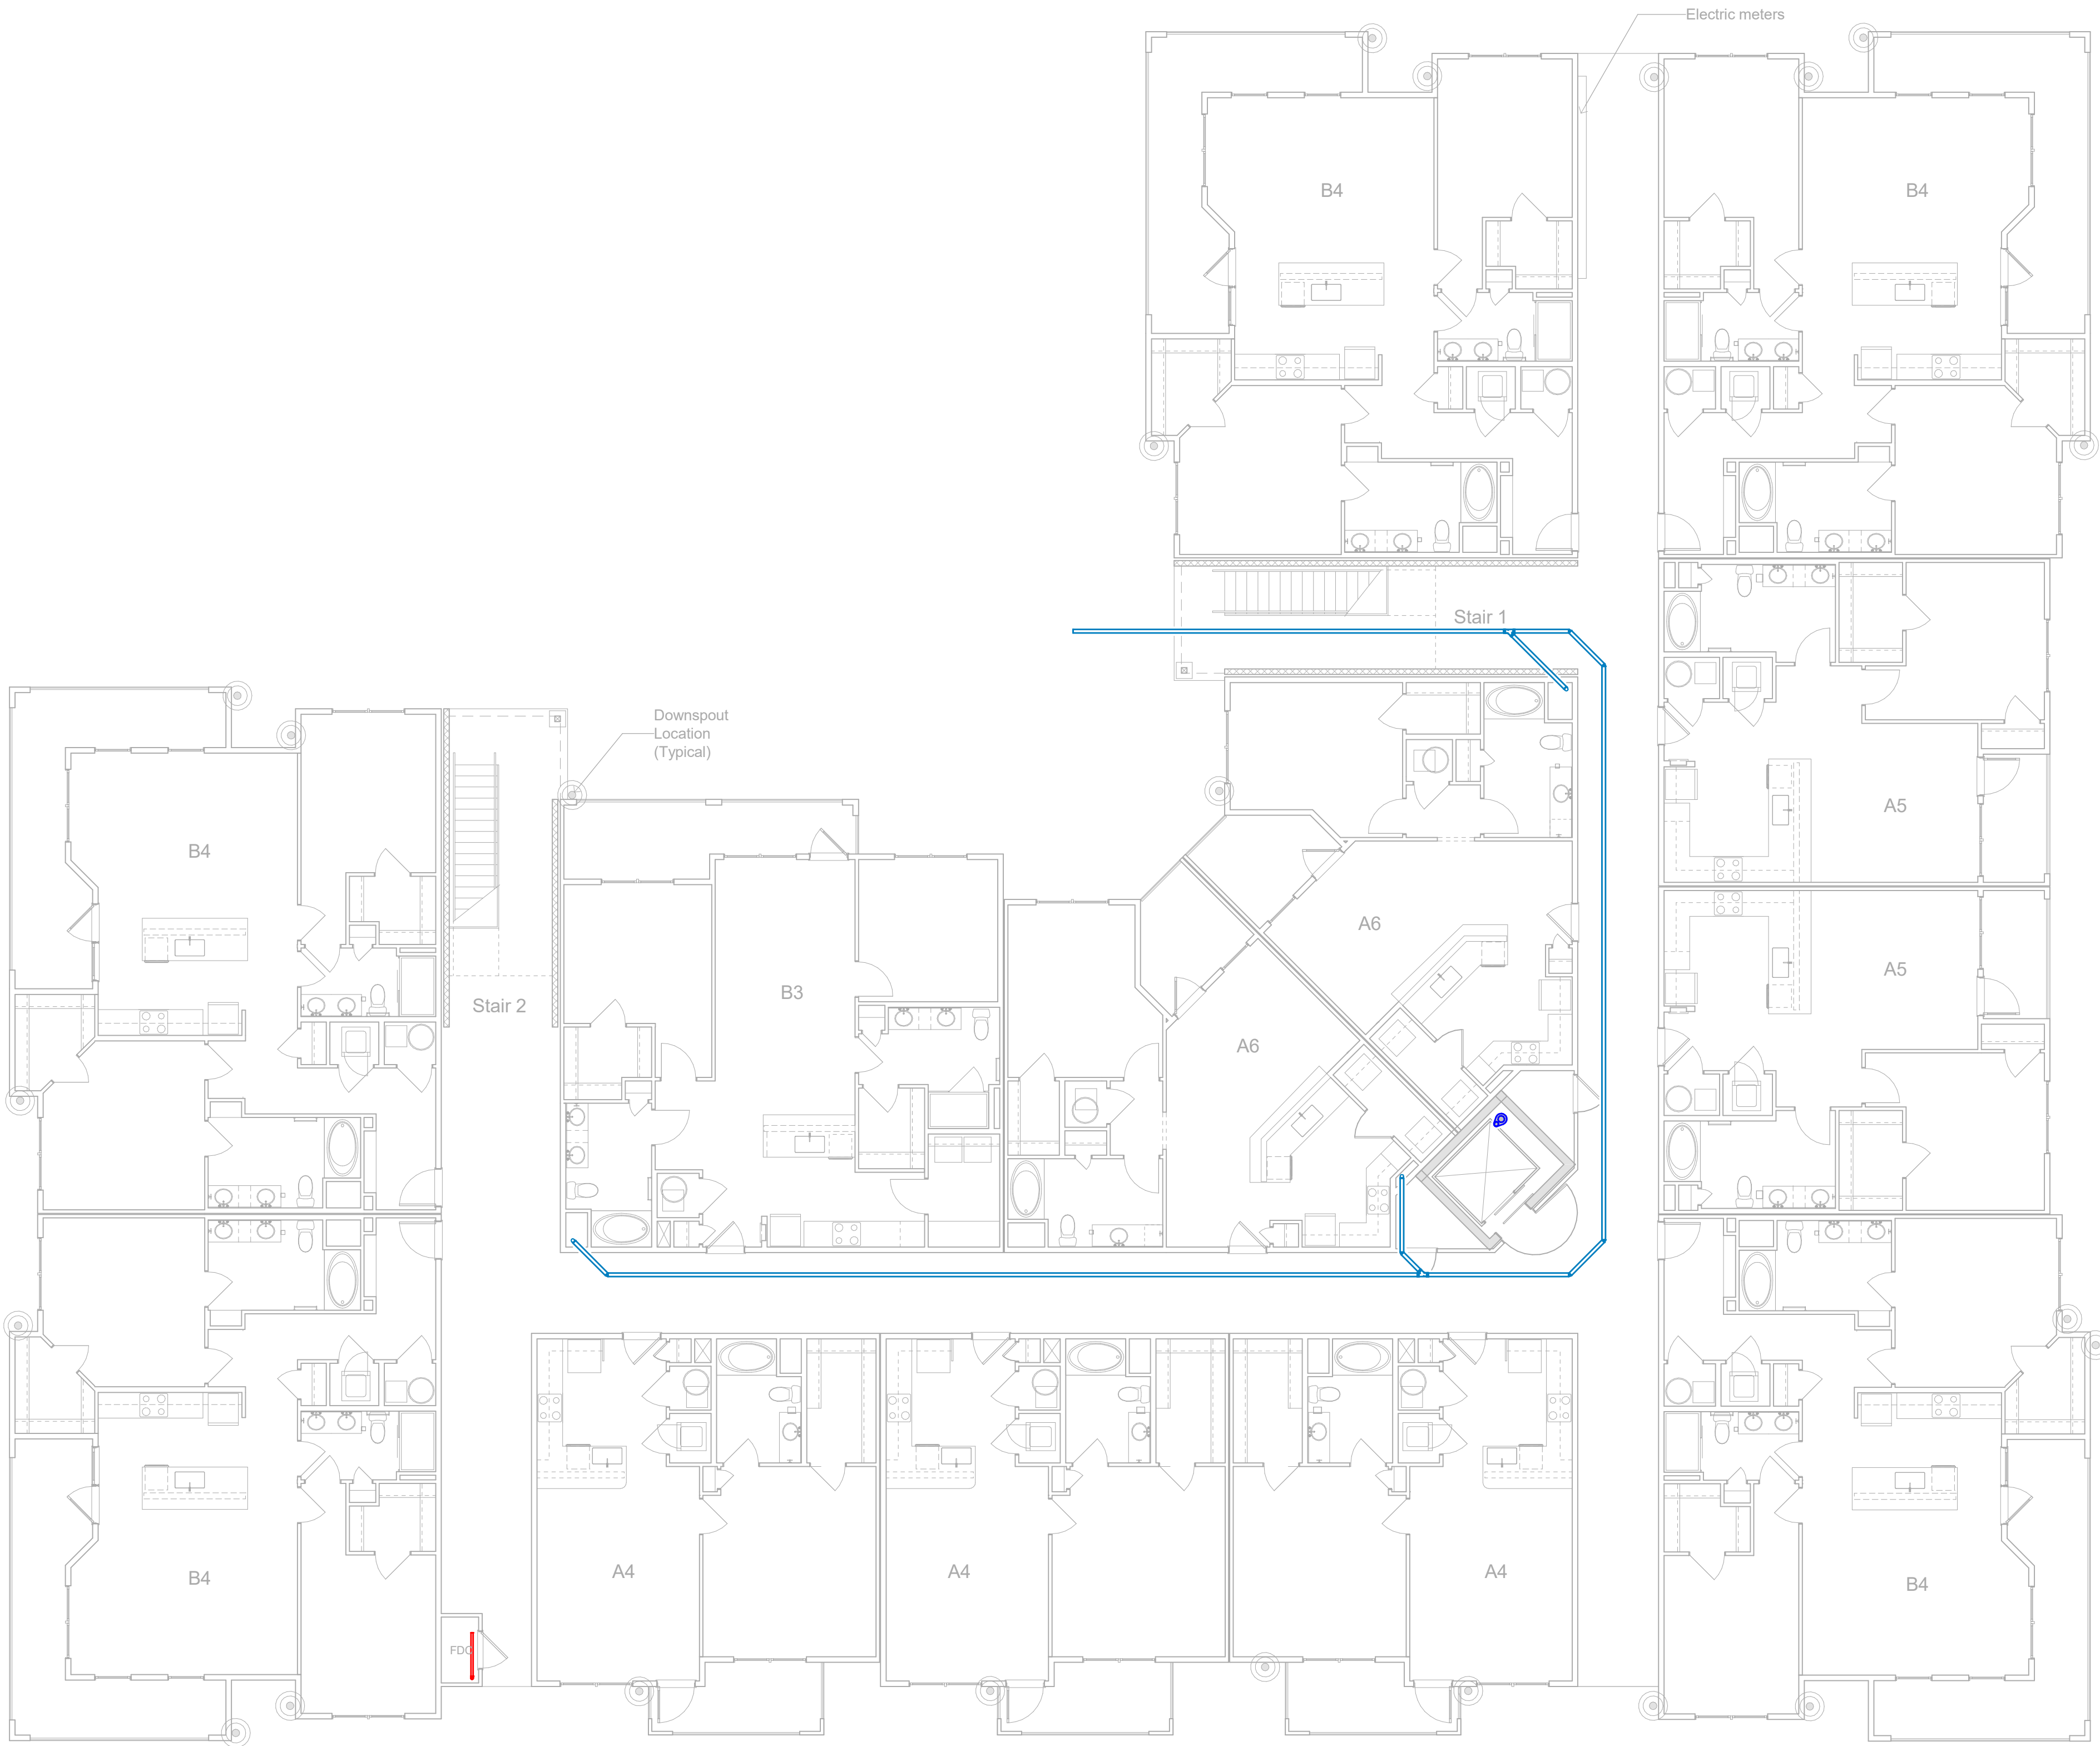 Electric meters
B4
B4
Stair 1
Downspout
Location
(Typical)
A5
B4
A6
A5
B3
Stair 2
A6
A4
A4
A4
B4
B4
FDC